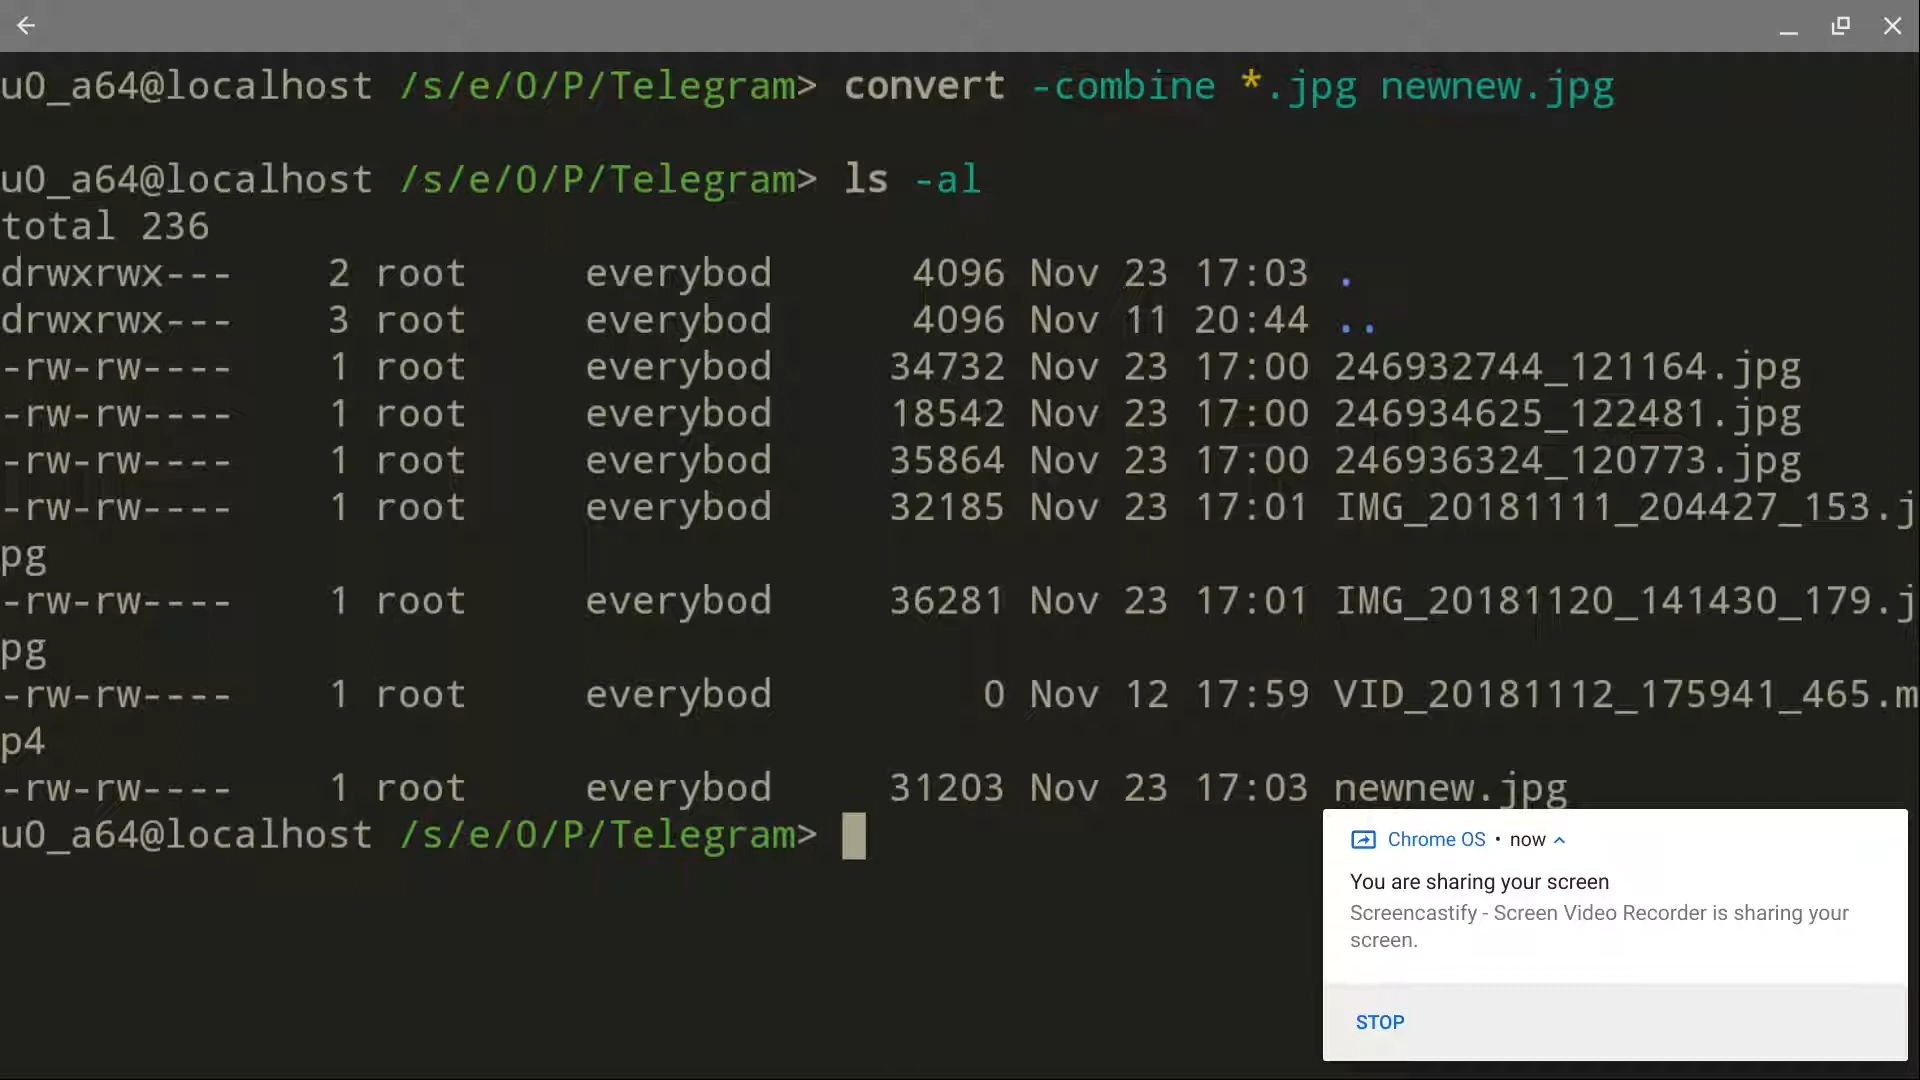 u0_a64@localhost /s/e/0/P/Telegram> convert -combine *.jpg newnew.jpg
u0_a64@localhost /s/e/0/P/Telegram> ls -al
total 236
drwxrwx--- 2 root everybod 4096 Nov 23 17:03 .
drwxrwx--- 3 root everybod 4096 Nov 11 20:44 ..
-rw-rw---- 1 root everybod 34732 Nov 23 17:00 246932744_121164.jpg
-rw-rw---- 1 root everybod 18542 Nov 23 17:00 246934625_122481.jpg
-rw-rw---- 1 root everybod 35864 Nov 23 17:00 246936324_120773.jpg
-rw-rw---- 1 root everybod 32185 Nov 23 17:01 IMG_20181111_204427_153.j
pg
-rw-rw---- 1 root everybod 36281 Nov 23 17:01 IMG_20181120_141430_179.j
pg
-rw-rw---- 1 root everybod 0 Nov 12 17:59 VID_20181112_175941_465.m
p4
-rw-rw---- 1 root everybod 31203 Nov 23 17:03 newnew.jpg
u0_a64@localhost /s/e/0/P/Telegram>
Chrome OS • now
You are sharing your screen
Screencastify - Screen Video Recorder is sharing your
screen.
STOP